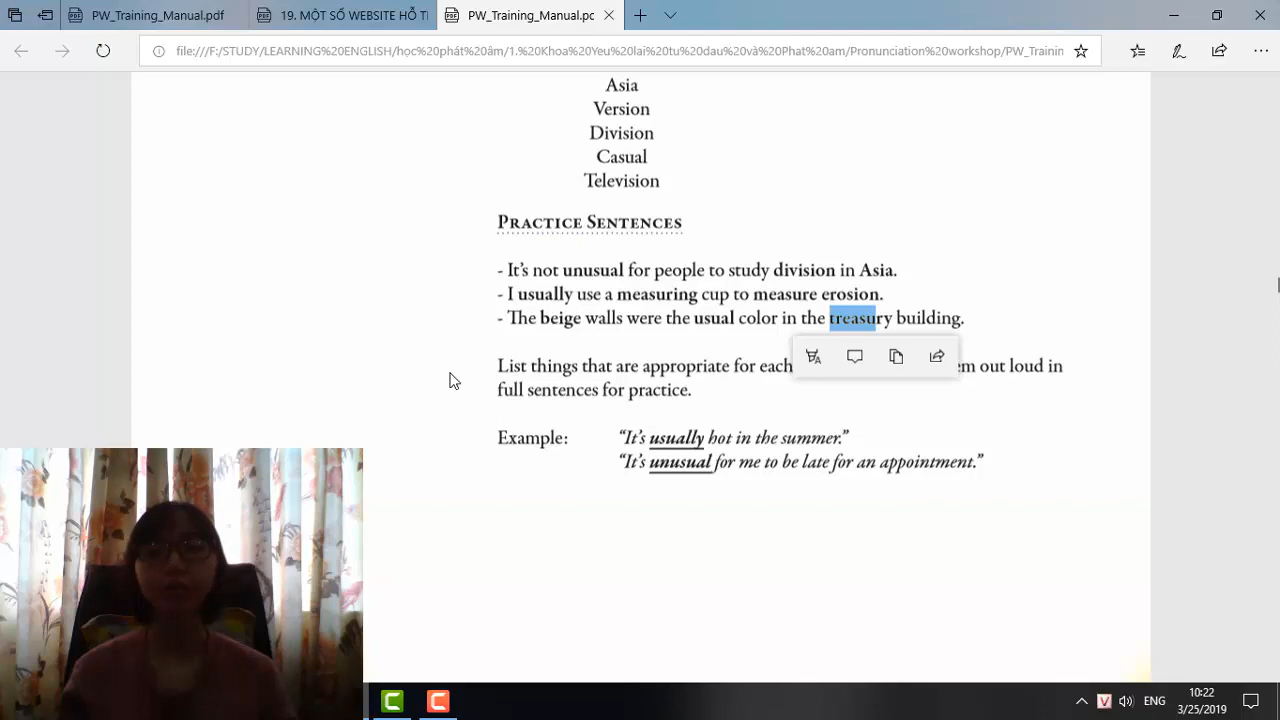 PW_Training_Manual.pdf
19. MỘT SỐ SENTENCE HỖ T
PW_Training_Manual.pc
file:///F:/STUDY/LEARNING%20ENGLISH/học%20phát%20âm/1.%20Khoa%20Yeu%20lai%20tu%20dau%20và%20Phat%20am/Pronunciation%20workshop/PW_Trainin
Asia
Version
Division
Casual
Television
PRACTICE SENTENCES
- It's not unusual for people to study division in Asia.
- I usually use a measuring cup to measure erosion.
- The beige walls were the usual color in the treasury building.
List things that are appropriate for each em out loud in
full sentences for practice.
Example: "It's usually hot in the summer."
"It's unusual for me to be late for an appointment."
V ENG 10:22
3/25/2019